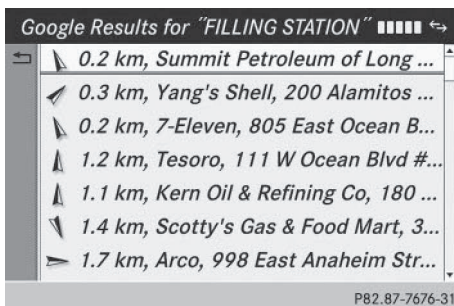 Google Results for ˝FILLING STATION˝
0.2 km, Summit Petroleum of Long ...
0.3 km, Yang's Shell, 200 Alamitos ...
0.2 km, 7-Eleven, 805 East Ocean B...
1.2 km, Tesoro, 111 W Ocean Blvd #...
1.1 km, Kern Oil & Refining Co, 180 ...
1.4 km, Scotty's Gas & Food Mart, 3...
1.7 km, Arco, 998 East Anaheim Str...
P82.87-7676-31